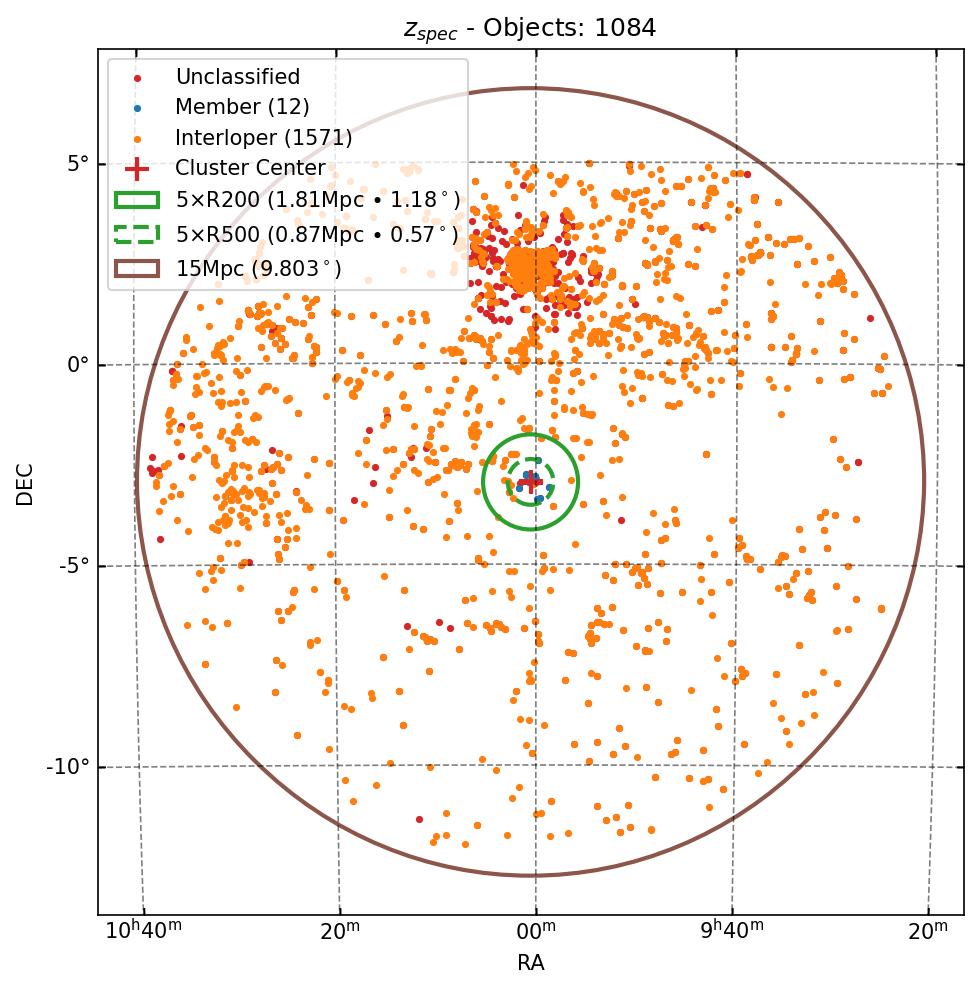 z_spec - Objects: 1084
Unclassified
Member (12)
Interloper (1571)
Cluster Center
5×R200 (1.81Mpc • 1.18°)
5×R500 (0.87Mpc • 0.57°)
15Mpc (9.803°)
5°
0°
-5°
-10°
DEC
10h40m 20m 00m 9h40m 20m
RA